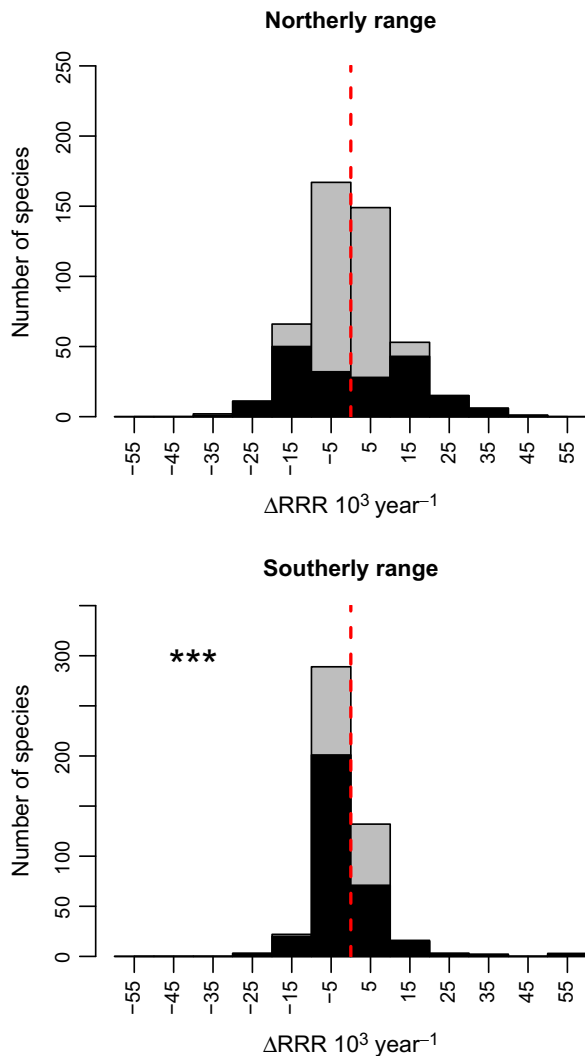 Northerly range
Number of species
0 50 100 150 200 250
−55 −45 −35 −25 −15 −5 5 15 25 35 45 55
ΔRRR 10³ year⁻¹
Southerly range
***
Number of species
0 50 100 200 300
−55 −45 −35 −25 −15 −5 5 15 25 35 45 55
ΔRRR 10³ year⁻¹